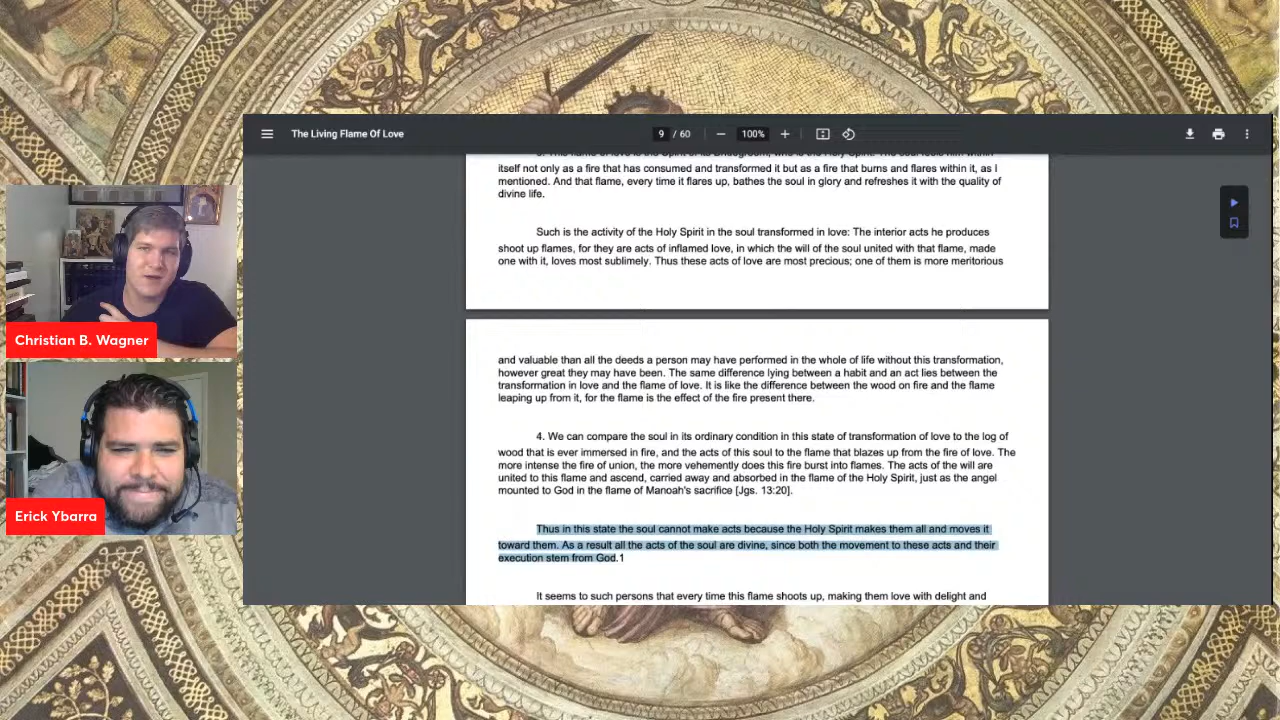 The Living Flame Of Love
9 / 60
100%
itself not only as a fire that has consumed and transformed it but as a fire that burns and flares within it, as I
mentioned. And that flame, every time it flares up, bathes the soul in glory and refreshes it with the quality of
divine life.
Such is the activity of the Holy Spirit in the soul transformed in love: The interior acts he produces
shoot up flames, for they are acts of inflamed love, in which the will of the soul united with that flame, made
one with it, loves most sublimely. Thus these acts of love are most precious; one of them is more meritorious
and valuable than all the deeds a person may have performed in the whole of life without this transformation,
however great they may have been. The same difference lying between a habit and an act lies between the
transformation in love and the flame of love. It is like the difference between the wood on fire and the flame
leaping up from it, for the flame is the effect of the fire present there.
4. We can compare the soul in its ordinary condition in this state of transformation of love to the log of
wood that is ever immersed in fire, and the acts of this soul to the flame that blazes up from the fire of love. The
more intense the fire of union, the more vehemently does this fire burst into flames. The acts of the will are
united to this flame and ascend, carried away and absorbed in the flame of the Holy Spirit, just as the angel
mounted to God in the flame of Manoah's sacrifice [Jgs. 13:20].
Thus in this state the soul cannot make acts because the Holy Spirit makes them all and moves it
toward them. As a result all the acts of the soul are divine, since both the movement to these acts and their
execution stem from God.1
It seems to such persons that every time this flame shoots up, making them love with delight and
Christian B. Wagner
Erick Ybarra